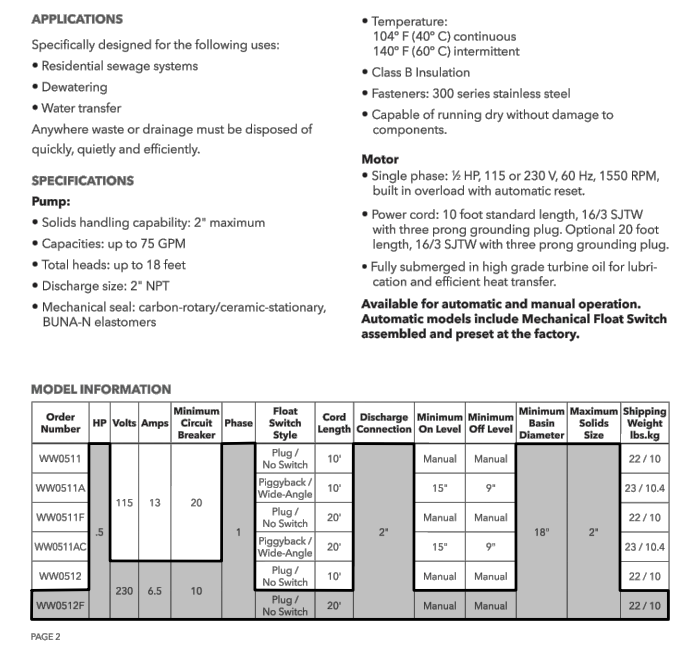 APPLICATIONS
Specifically designed for the following uses:
• Residential sewage systems
• Dewatering
• Water transfer
Anywhere waste or drainage must be disposed of
quickly, quietly and efficiently.
SPECIFICATIONS
Pump:
• Solids handling capability: 2" maximum
• Capacities: up to 75 GPM
• Total heads: up to 18 feet
• Discharge size: 2" NPT
• Mechanical seal: carbon-rotary/ceramic-stationary,
BUNA-N elastomers
• Temperature:
104° F (40° C) continuous
140° F (60° C) intermittent
• Class B Insulation
• Fasteners: 300 series stainless steel
• Capable of running dry without damage to
components.
Motor
• Single phase: ½ HP, 115 or 230 V, 60 Hz, 1550 RPM,
built in overload with automatic reset.
• Power cord: 10 foot standard length, 16/3 SJTW
with three prong grounding plug. Optional 20 foot
length, 16/3 SJTW with three prong grounding plug.
• Fully submerged in high grade turbine oil for lubri-
cation and efficient heat transfer.
Available for automatic and manual operation.
Automatic models include Mechanical Float Switch
assembled and preset at the factory.
MODEL INFORMATION
Order Number HP Volts Amps Minimum Circuit Breaker Phase Float Switch Style Cord Length Discharge Connection Minimum On Level Minimum Off Level Minimum Basin Diameter Maximum Solids Size Shipping Weight lbs.kg
WW0511 Plug / No Switch 10' Manual Manual 22 / 10
WW0511A Piggyback / Wide-Angle 10' 15" 9" 23 / 10.4
115 13 20
WW0511F Plug / No Switch 20' Manual Manual 22 / 10
.5 1 2" 18" 2"
WW0511AC Piggyback / Wide-Angle 20' 15" 9" 23 / 10.4
WW0512 Plug / No Switch 10' Manual Manual 22 / 10
230 6.5 10
WW0512F Plug / No Switch 20' Manual Manual 22 / 10
PAGE 2